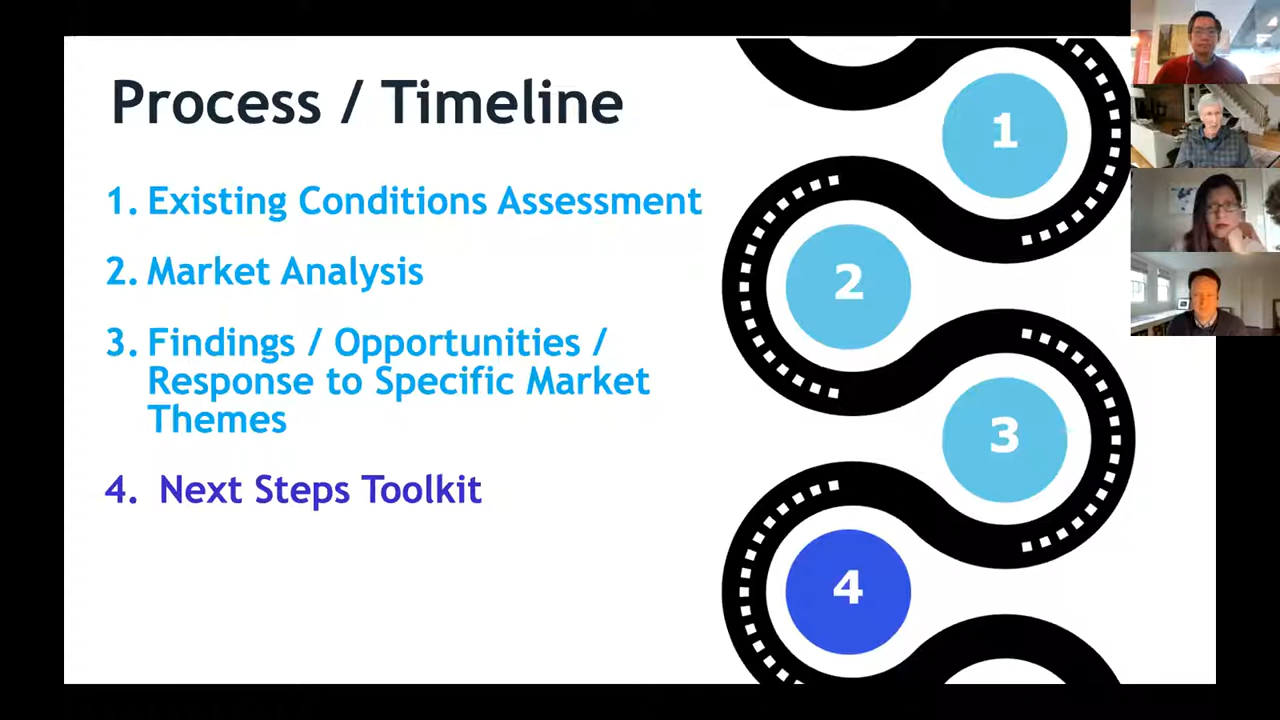 Process / Timeline
1. Existing Conditions Assessment
2. Market Analysis
3. Findings / Opportunities /
Response to Specific Market
Themes
4. Next Steps Toolkit
1
2
3
4